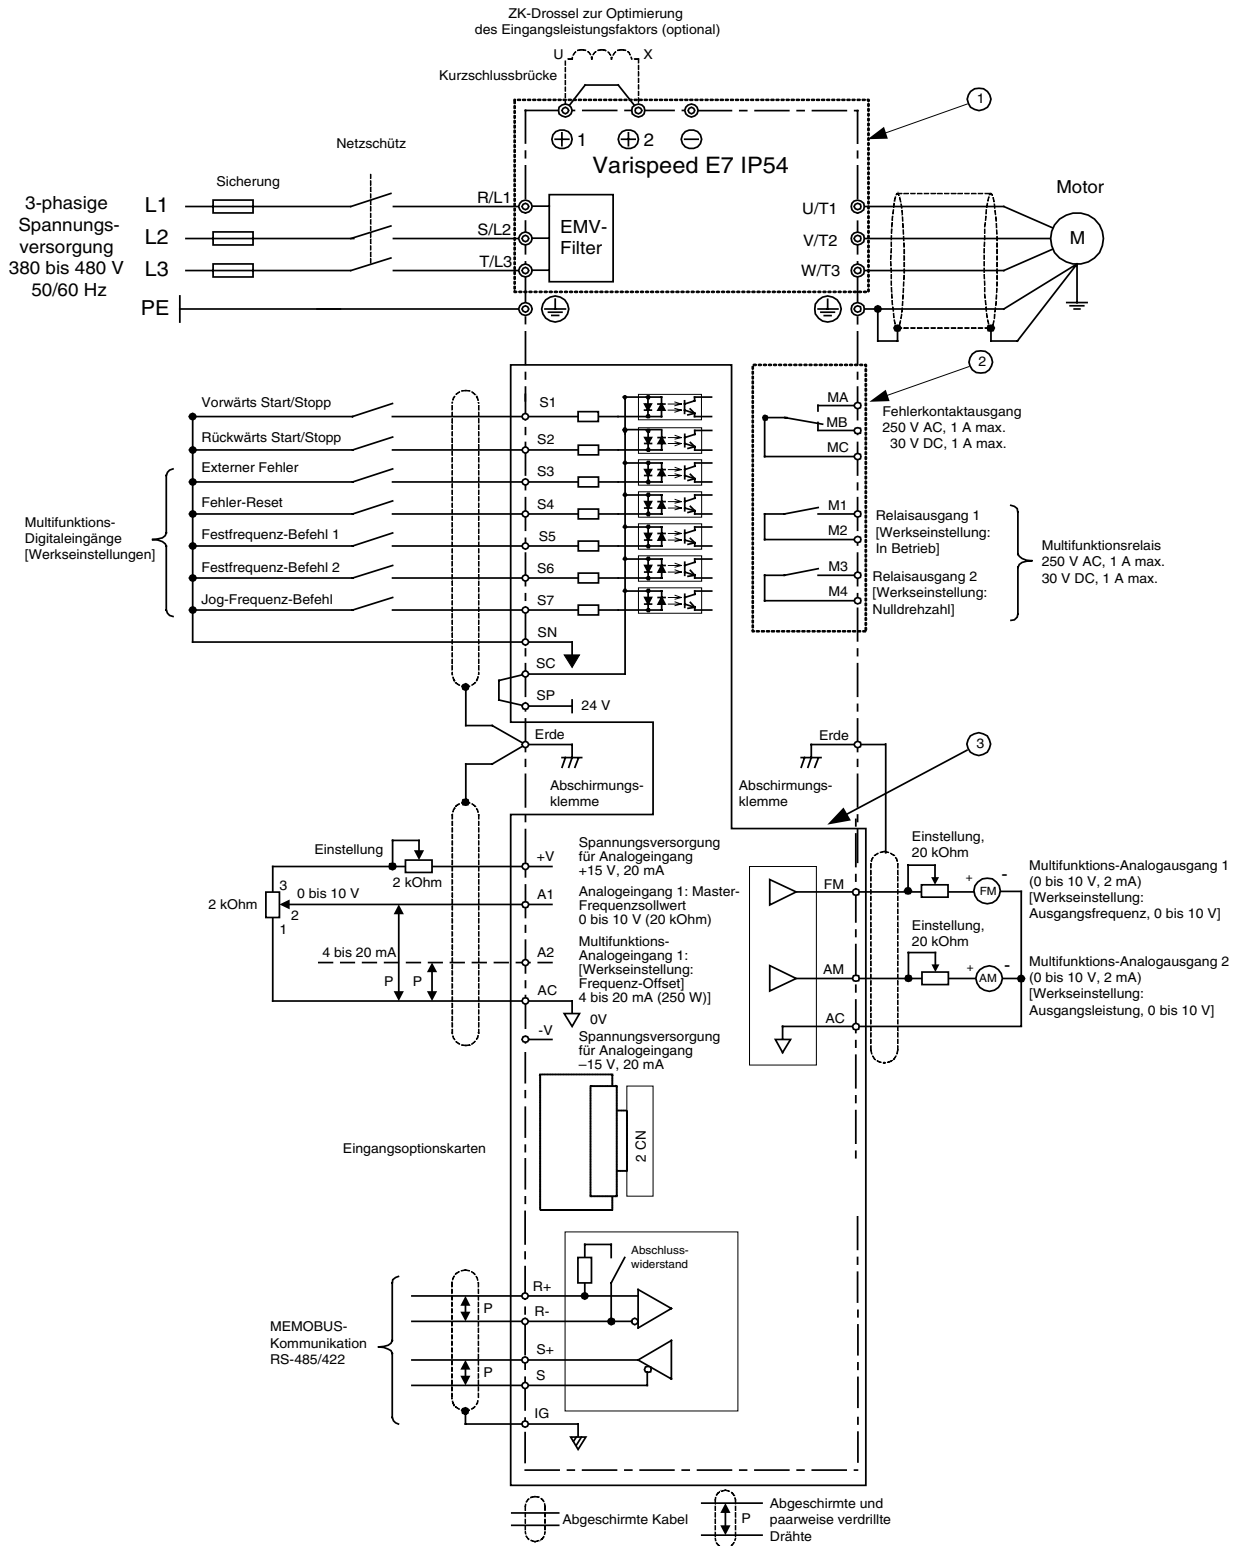 ZK-Drossel zur Optimierung
des Eingangsleistungsfaktors (optional)
U X
Kurzschlussbrücke
1
1 2
Varispeed E7 IP54
Netzschütz
Sicherung
3-phasige
Spannungs-
versorgung
380 bis 480 V
50/60 Hz
L1
L2
L3
PE
R/L1
S/L2
T/L3
EMV-
Filter
U/T1
V/T2
W/T3
Motor
M
2
Vorwärts Start/Stopp
Rückwärts Start/Stopp
Externer Fehler
Fehler-Reset
Festfrequenz-Befehl 1
Festfrequenz-Befehl 2
Jog-Frequenz-Befehl
Multifunktions-
Digitaleingänge
[Werkseinstellungen]
S1
S2
S3
S4
S5
S6
S7
SN
SC
SP
24 V
MA
MB
MC
Fehlerkontaktausgang
250 V AC, 1 A max.
30 V DC, 1 A max.
M1
M2
Relaisausgang 1
[Werkseinstellung:
In Betrieb]
M3
M4
Relaisausgang 2
[Werkseinstellung:
Nulldrehzahl]
Multifunktionsrelais
250 V AC, 1 A max.
30 V DC, 1 A max.
Erde
Abschirmungs-
klemme
Erde
Abschirmungs-
klemme
3
Einstellung
2 kOhm
2 kOhm
3
2
1
0 bis 10 V
4 bis 20 mA
P P
+V
A1
A2
AC
0V
-V
Spannungsversorgung
für Analogeingang
+15 V, 20 mA
Analogeingang 1: Master-
Frequenzsollwert
0 bis 10 V (20 kOhm)
Multifunktions-
Analogeingang 1:
[Werkseinstellung:
Frequenz-Offset]
4 bis 20 mA (250 W)]
Spannungsversorgung
für Analogeingang
–15 V, 20 mA
Einstellung,
20 kOhm
FM
+ FM -
Multifunktions-Analogausgang 1
(0 bis 10 V, 2 mA)
[Werkseinstellung:
Ausgangsfrequenz, 0 bis 10 V]
Einstellung,
20 kOhm
AM
+ AM -
Multifunktions-Analogausgang 2
(0 bis 10 V, 2 mA)
[Werkseinstellung:
Ausgangsleistung, 0 bis 10 V]
AC
Eingangsoptionskarten
2 CN
Abschluss-
widerstand
MEMOBUS-
Kommunikation
RS-485/422
P
P
R+
R-
S+
S
IG
Abgeschirmte Kabel
P
Abgeschirmte und
paarweise verdrillte
Drähte